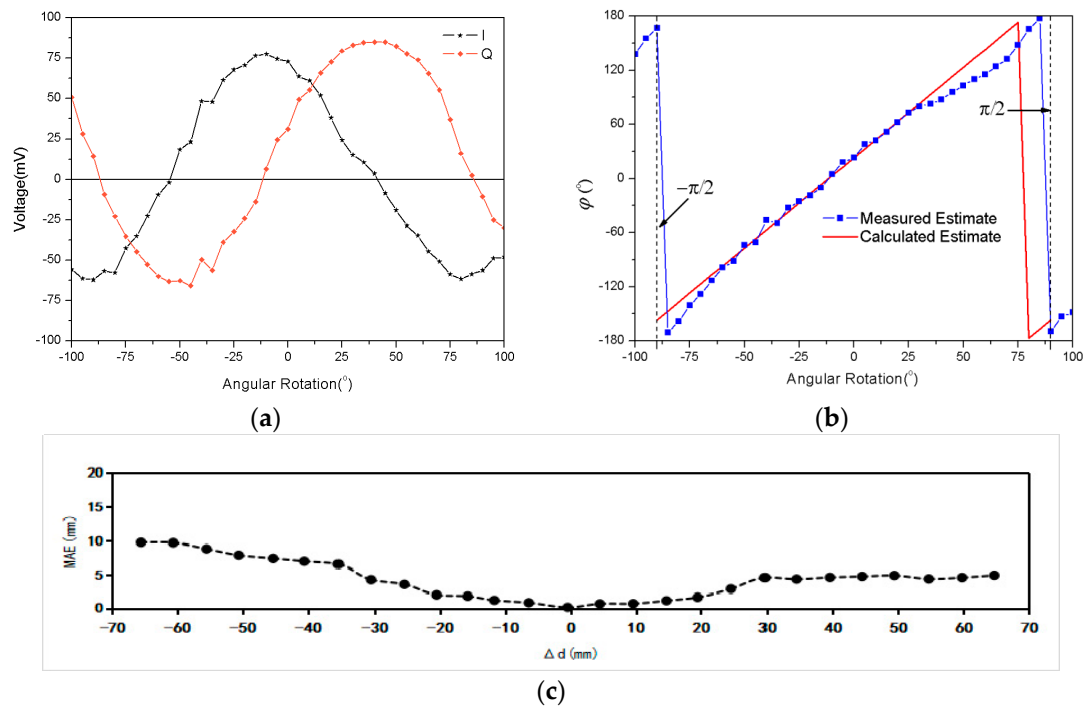 (a)
100
75
50
25
0
-25
-50
-75
-100
Voltage(mV)
I
Q
-100 -75 -50 -25 0 25 50 75 100
Angular Rotation(°)
(a)
(b)
180
120
60
0
-60
-120
-180
φ(°)
−π/2
π/2
Measured Estimate
Calculated Estimate
-100 -75 -50 -25 0 25 50 75 100
Angular Rotation(°)
(b)
20
15
10
5
0
MAE (mm)
−70 −60 −50 −40 −30 −20 −10 0 10 20 30 40 50 60 70
Δd (mm)
(c)